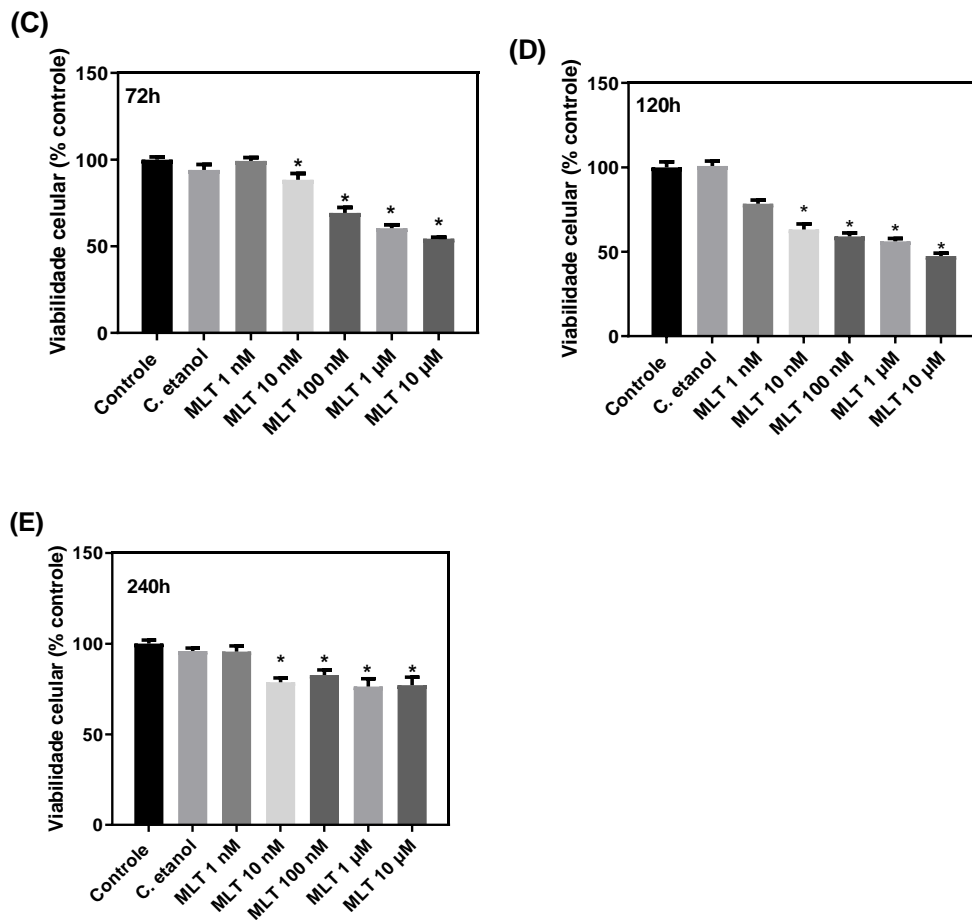 (C)
Viabilidade celular (% controle)
150
100
50
0
72h
*
*
*
*
Controle
C. etanol
MLT 1 nM
MLT 10 nM
MLT 100 nM
MLT 1 µM
MLT 10 µM
(D)
Viabilidade celular (% controle)
150
100
50
0
120h
*
*
*
*
Controle
C. etanol
MLT 1 nM
MLT 10 nM
MLT 100 nM
MLT 1 µM
MLT 10 µM
(E)
Viabilidade celular (% controle)
150
100
50
0
240h
*
*
*
*
Controle
C. etanol
MLT 1 nM
MLT 10 nM
MLT 100 nM
MLT 1 µM
MLT 10 µM